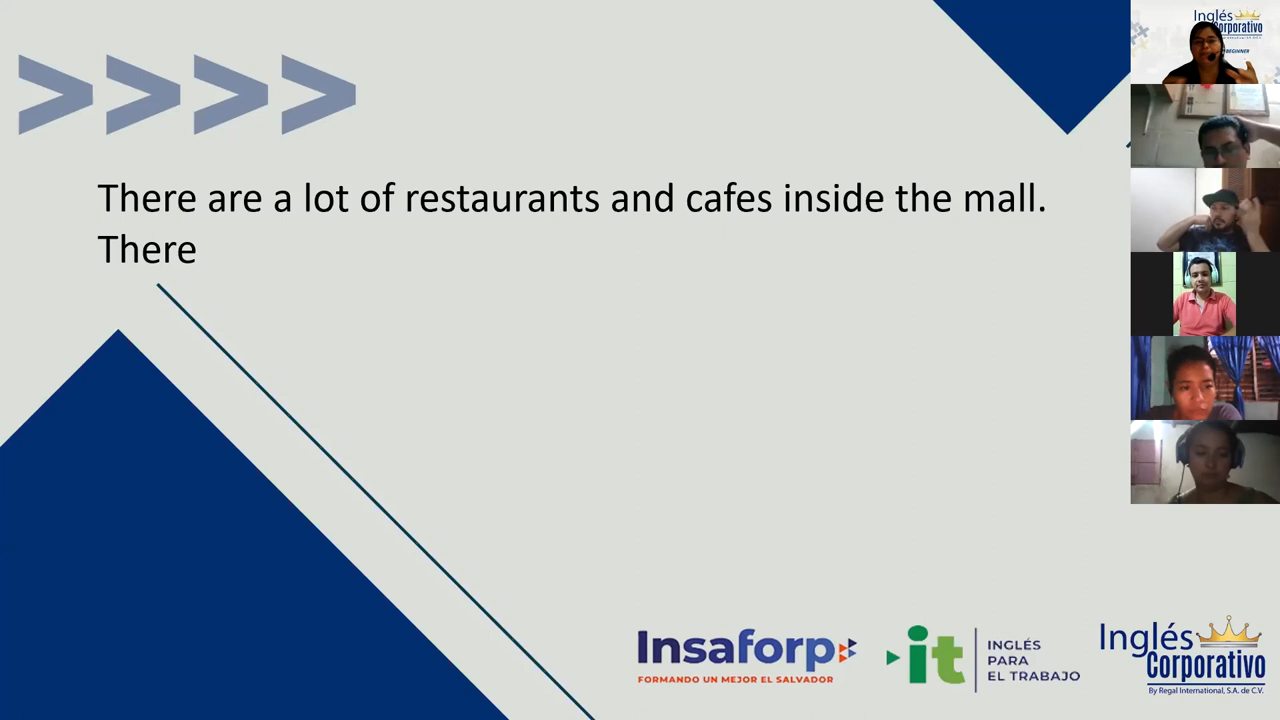 >>>>
There are a lot of restaurants and cafes inside the mall.
There
Inglés
Corporativo
BEGINNER
Insaforp
FORMANDO UN MEJOR EL SALVADOR
it
INGLÉS
PARA
EL TRABAJO
Inglés
Corporativo
By Regal International, S.A. de C.V.